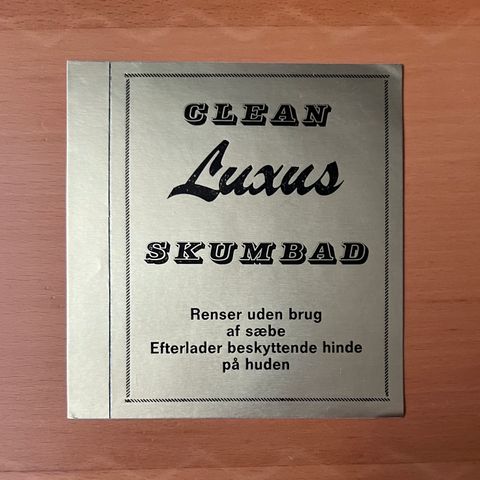 CLEAN
Luxus
SKUMBAD
Renser uden brug
af sæbe
Efterlader beskyttende hinde
på huden